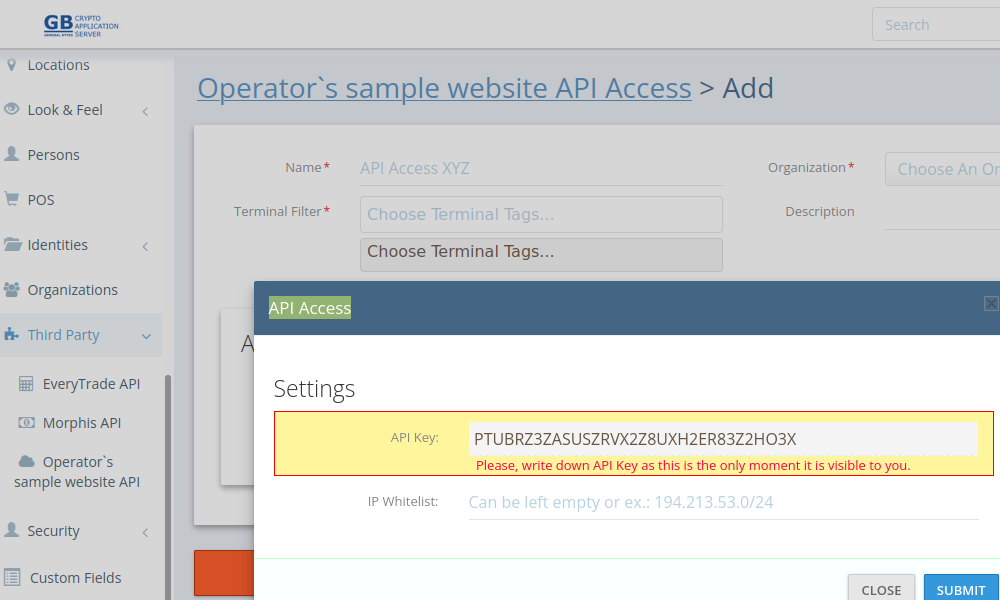 GB CRYPTO APPLICATION SERVER
GENERAL BYTES
Search
Locations
Operator`s sample website API Access > Add
Look & Feel
Persons
Name*
API Access XYZ
Organization*
Choose An Or
POS
Terminal Filter*
Choose Terminal Tags...
Description
Identities
Choose Terminal Tags...
Organizations
API Access
Third Party
A
EveryTrade API
Settings
Morphis API
API Key:
PTUBRZ3ZASUSZRVX2Z8UXH2ER83Z2HO3X
Operator`s
sample website API
Please, write down API Key as this is the only moment it is visible to you.
IP Whitelist:
Can be left empty or ex.: 194.213.53.0/24
Security
Custom Fields
CLOSE
SUBMIT